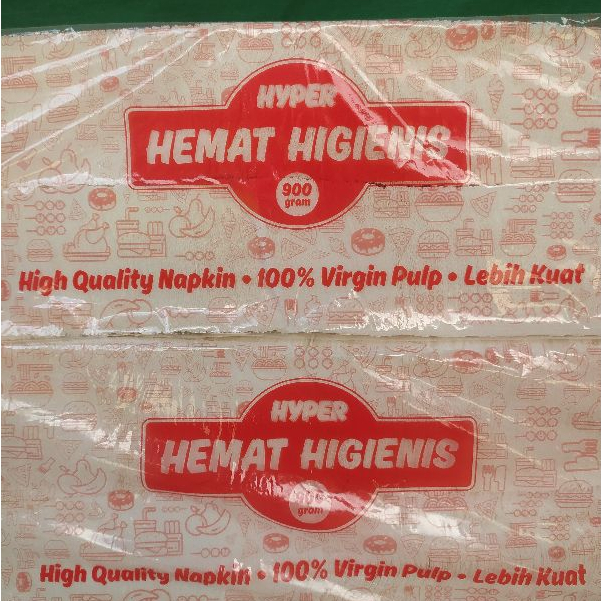 HYPER
HEMAT HIGIENIS
900
gram
High Quality Napkin • 100% Virgin Pulp • Lebih Kuat
HYPER
HEMAT HIGIENIS
900
gram
High Quality Napkin • 100% Virgin Pulp • Lebih Kuat